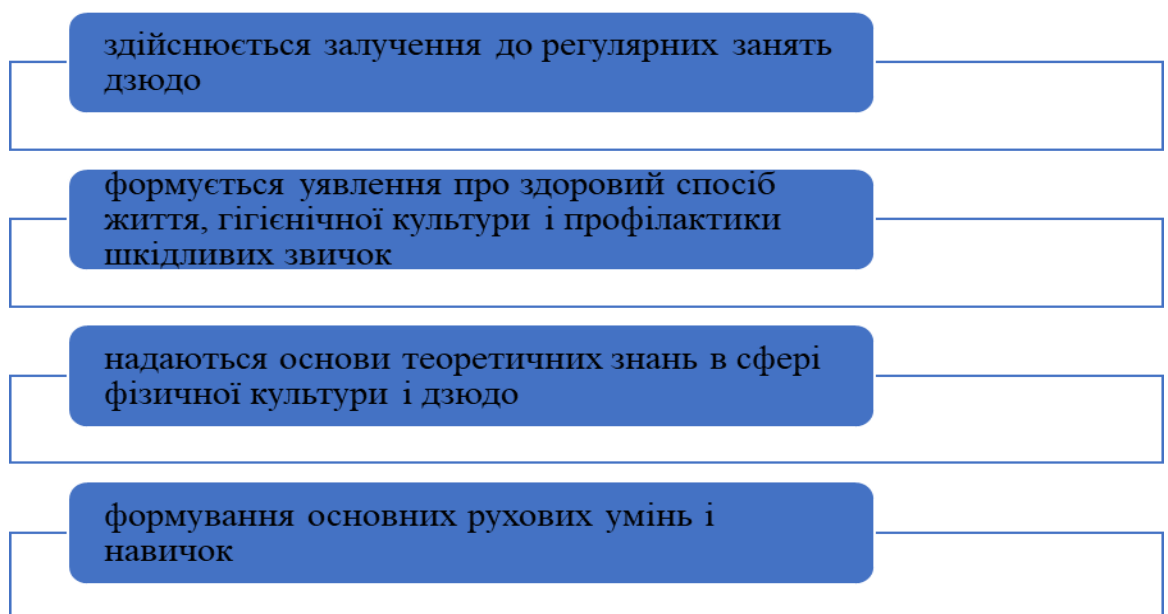 здійснюється залучення до регулярних занять
дзюдо
формується уявлення про здоровий спосіб
життя, гігієнічної культури і профілактики
шкідливих звичок
надаються основи теоретичних знань в сфері
фізичної культури і дзюдо
формування основних рухових умінь і
навичок